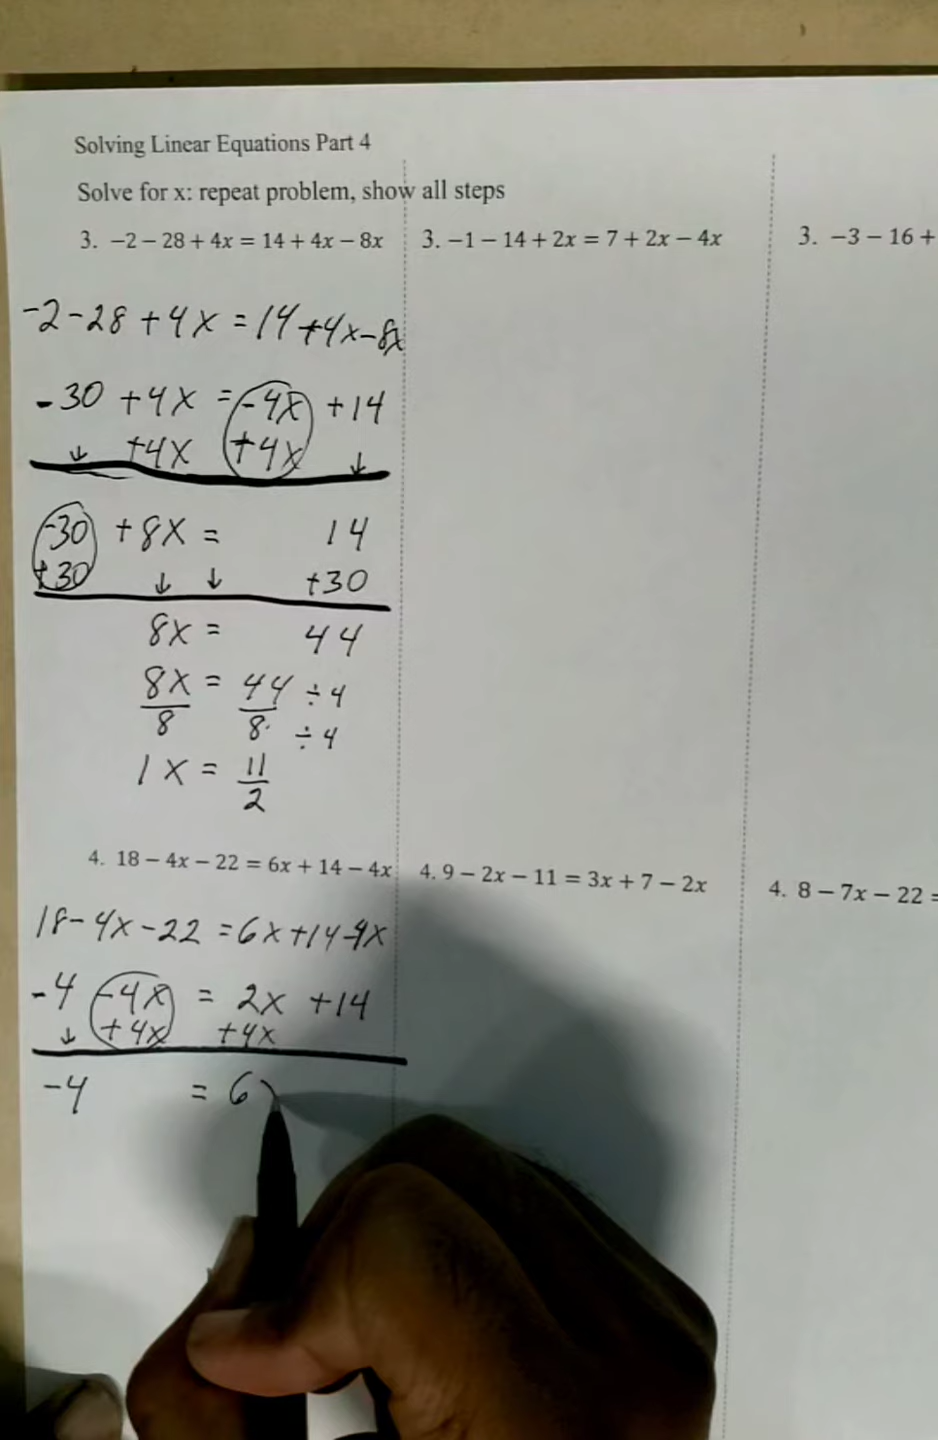 Solving Linear Equations Part 4
Solve for x: repeat problem, show all steps
3. −2 − 28 + 4x = 14 + 4x − 8x
-2-28 +4x = 14 +4x-8x
-30 +4x = -4x +14
↓ +4x +4x ↓
-30 +8x = 14
+30 ↓ ↓ +30
8x = 44
8x = 44 ÷4
8 8 ÷4
1x = 11
2
3. −1 − 14 + 2x = 7 + 2x − 4x
3. −3 − 16 +
4. 18 − 4x − 22 = 6x + 14 − 4x
18-4x-22 = 6x+14-4x
-4 -4x = 2x +14
↓ +4x +4x
-4 = 6
4. 9 − 2x − 11 = 3x + 7 − 2x
4. 8 − 7x − 22 =